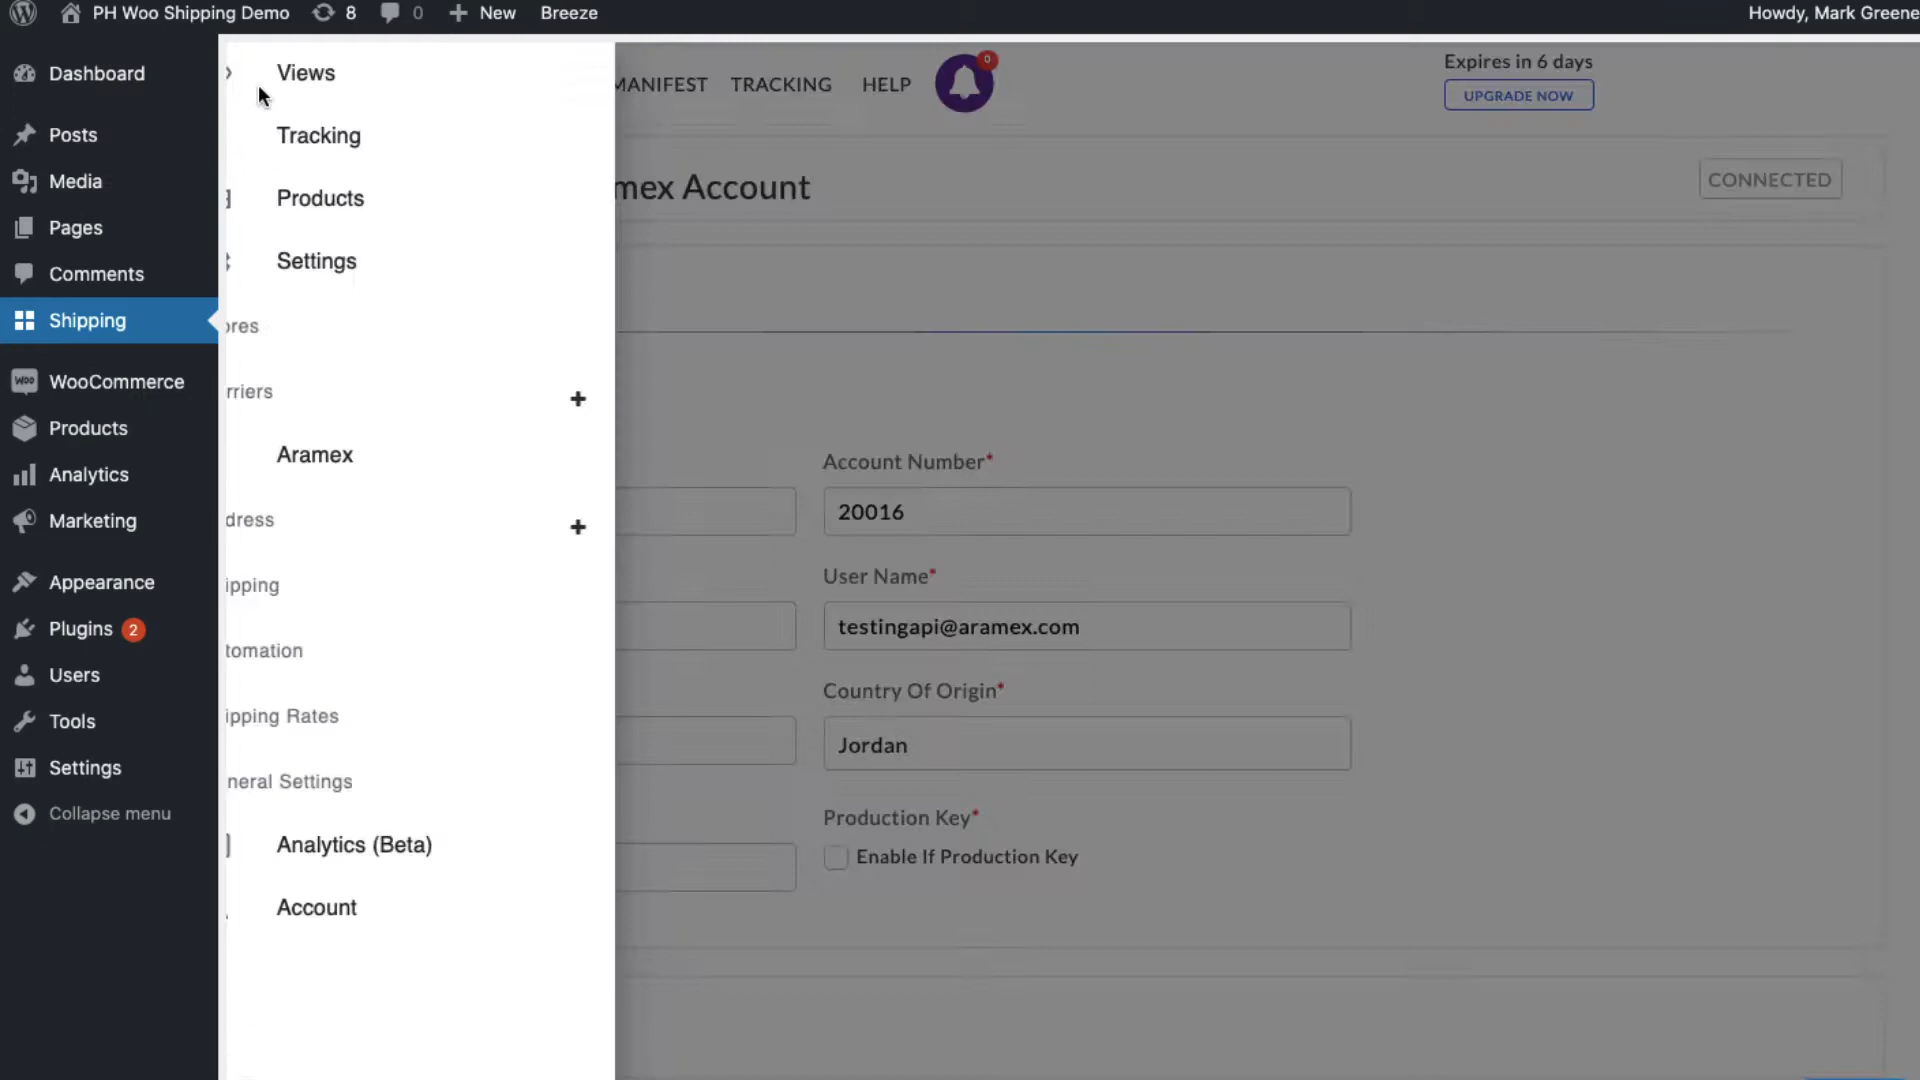 PH Woo Shipping Demo 8 0 New Breeze Howdy, Mark Greene
Dashboard
Posts
Media
Pages
Comments
Shipping
WooCommerce
Products
Analytics
Marketing
Appearance
Plugins 2
Users
Tools
Settings
Collapse menu
Views
Tracking
Products
Settings
ores
rriers
Aramex
dress
ipping
tomation
ipping Rates
neral Settings
Analytics (Beta)
Account
MANIFEST TRACKING HELP 0
Expires in 6 days
UPGRADE NOW
mex Account
CONNECTED
Account Number*
20016
User Name*
testingapi@aramex.com
Country Of Origin*
Jordan
Production Key*
Enable If Production Key